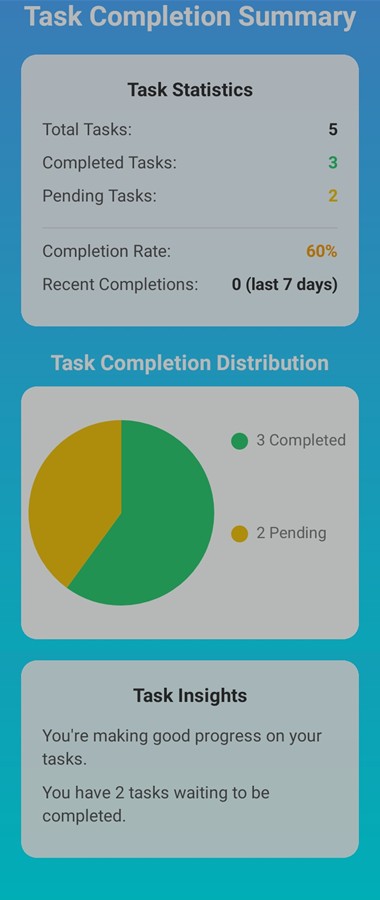 Task Completion Summary
Task Statistics
Total Tasks: 5
Completed Tasks: 3
Pending Tasks: 2
Completion Rate: 60%
Recent Completions: 0 (last 7 days)
Task Completion Distribution
3 Completed
2 Pending
Task Insights
You're making good progress on your
tasks.
You have 2 tasks waiting to be
completed.